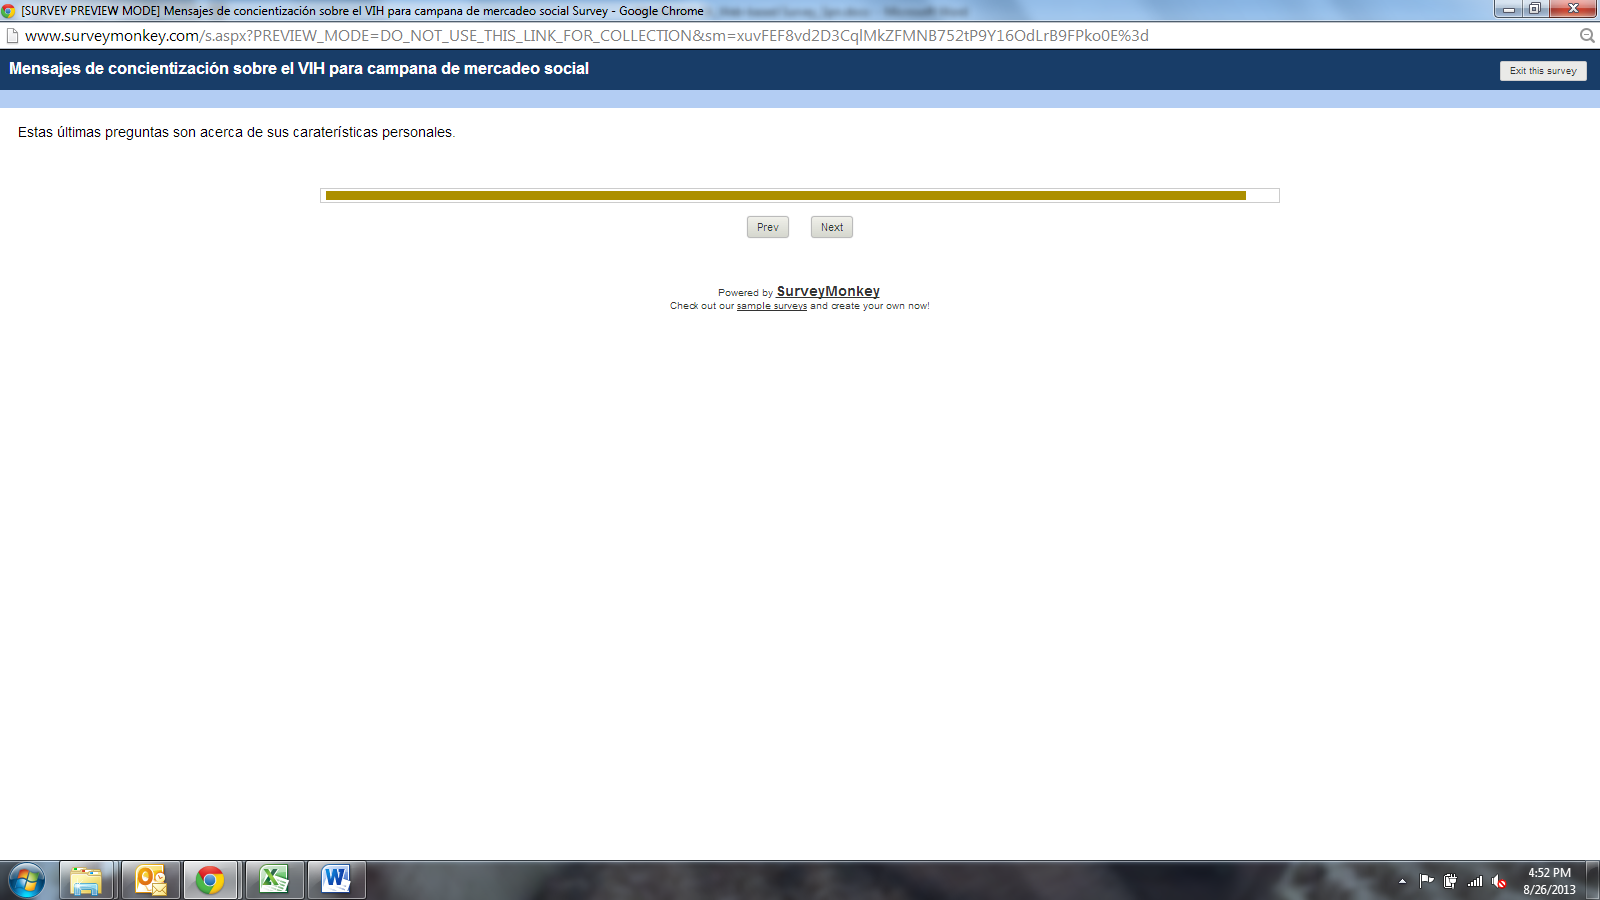 [SURVEY PREVIEW MODE] Mensajes de concientización sobre el VIH para campana de mercadeo social Survey - Google Chrome
www.surveymonkey.com/s.aspx?PREVIEW_MODE=DO_NOT_USE_THIS_LINK_FOR_COLLECTION&sm=xuvFEF8vd2D3CqlMkZFMNB752tP9Y16OdLrB9FPko0E%3d
Mensajes de concientización sobre el VIH para campana de mercadeo social
Exit this survey
Estas últimas preguntas son acerca de sus caraterísticas personales.
Prev Next
Powered by SurveyMonkey
Check out our sample surveys and create your own now!
4:52 PM
8/26/2013